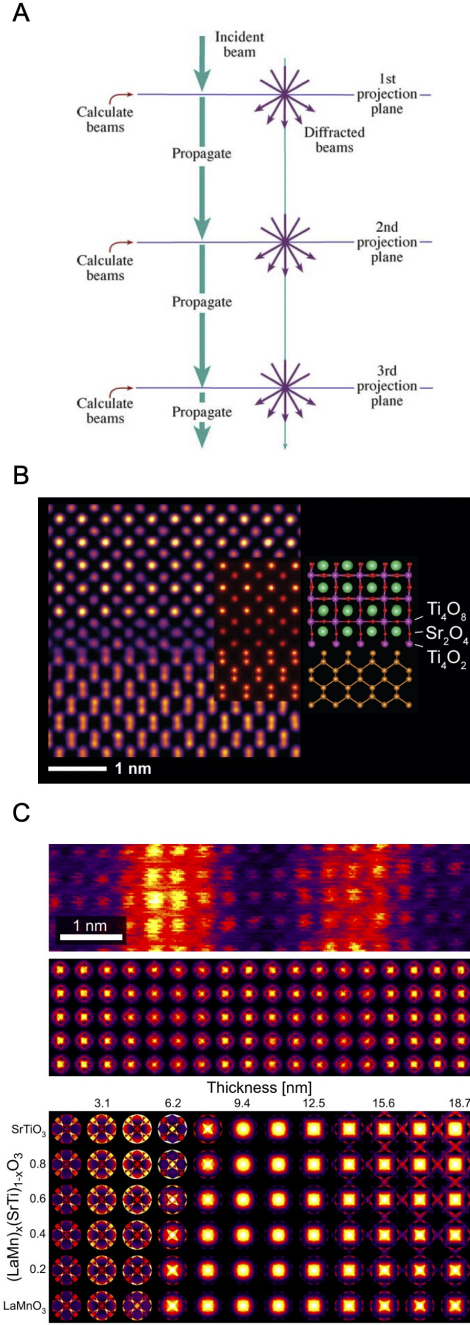 A
Incident
beam
1st
projection
plane
Calculate
beams
Diffracted
beams
Propagate
2nd
projection
plane
Calculate
beams
Propagate
3rd
projection
plane
Calculate
beams
Propagate
B
Ti4O8
Sr2O4
Ti4O2
1 nm
C
1 nm
Thickness [nm]
3.1 6.2 9.4 12.5 15.6 18.7
(LaMn)x(SrTi)1-xO3
SrTiO3
0.8
0.6
0.4
0.2
LaMnO3